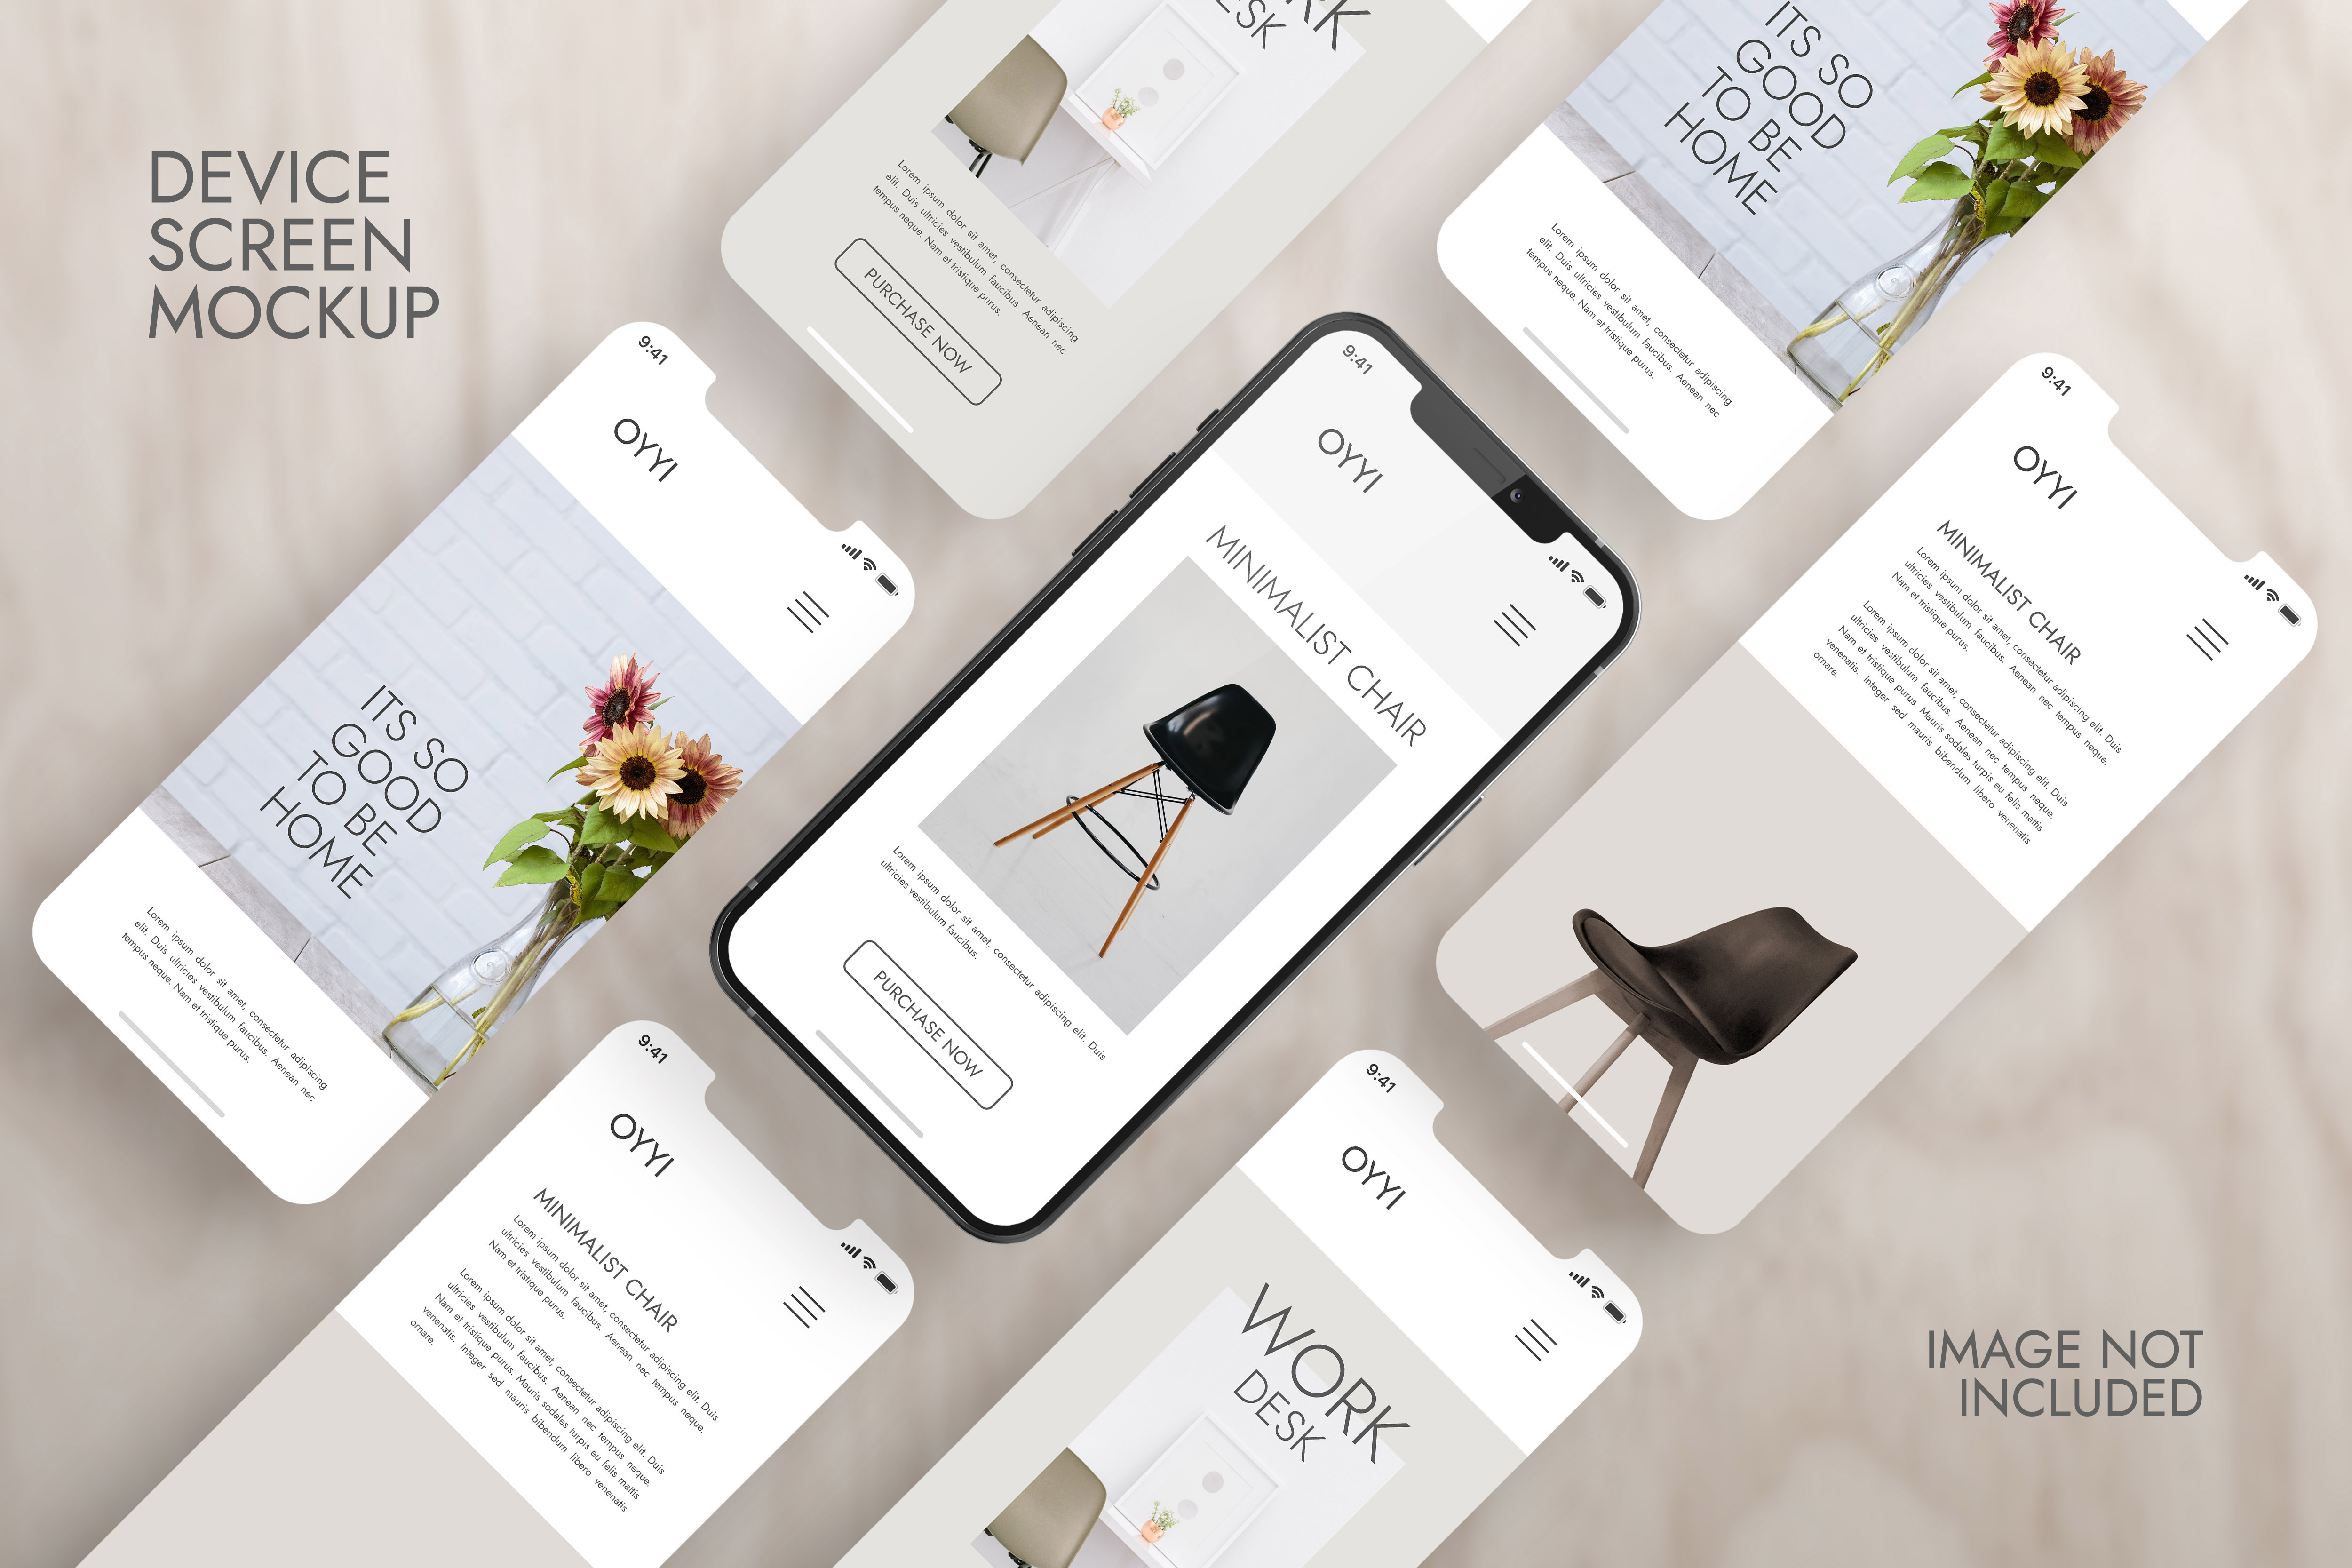 DEVICE
SCREEN
MOCKUP
WORK
DESK
Lorem ipsum dolor sit amet, consectetur adipiscing
elit. Duis ultricies vestibulum faucibus. Aenean nec
tempus neque. Nam et tristique purus.
PURCHASE NOW
ITS SO
GOOD
TO BE
HOME
Lorem ipsum dolor sit amet, consectetur adipiscing
elit. Duis ultricies vestibulum faucibus. Aenean nec
tempus neque. Nam et tristique purus.
9:41
OYYI
ITS SO
GOOD
TO BE
HOME
Lorem ipsum dolor sit amet, consectetur adipiscing
elit. Duis ultricies vestibulum faucibus. Aenean nec
tempus neque. Nam et tristique purus.
9:41
OYYI
MINIMALIST CHAIR
Lorem ipsum dolor sit amet, consectetur adipiscing elit. Duis
ultricies vestibulum faucibus.
PURCHASE NOW
9:41
OYYI
MINIMALIST CHAIR
Lorem ipsum dolor sit amet, consectetur adipiscing elit. Duis
ultricies vestibulum faucibus. Aenean nec tempus neque.
Nam et tristique purus.
Lorem ipsum dolor sit amet, consectetur adipiscing elit. Duis
ultricies vestibulum faucibus. Aenean nec tempus neque.
Nam et tristique purus. Mauris sodales turpis eu felis mattis
venenatis. Integer sed mauris bibendum libero venenatis
ornare.
9:41
OYYI
MINIMALIST CHAIR
Lorem ipsum dolor sit amet, consectetur adipiscing elit. Duis
ultricies vestibulum faucibus. Aenean nec tempus neque.
Nam et tristique purus.
Lorem ipsum dolor sit amet, consectetur adipiscing elit. Duis
ultricies vestibulum faucibus. Aenean nec tempus neque.
Nam et tristique purus. Mauris sodales turpis eu felis mattis
venenatis. Integer sed mauris bibendum libero venenatis
ornare.
9:41
OYYI
WORK
DESK
IMAGE NOT
INCLUDED